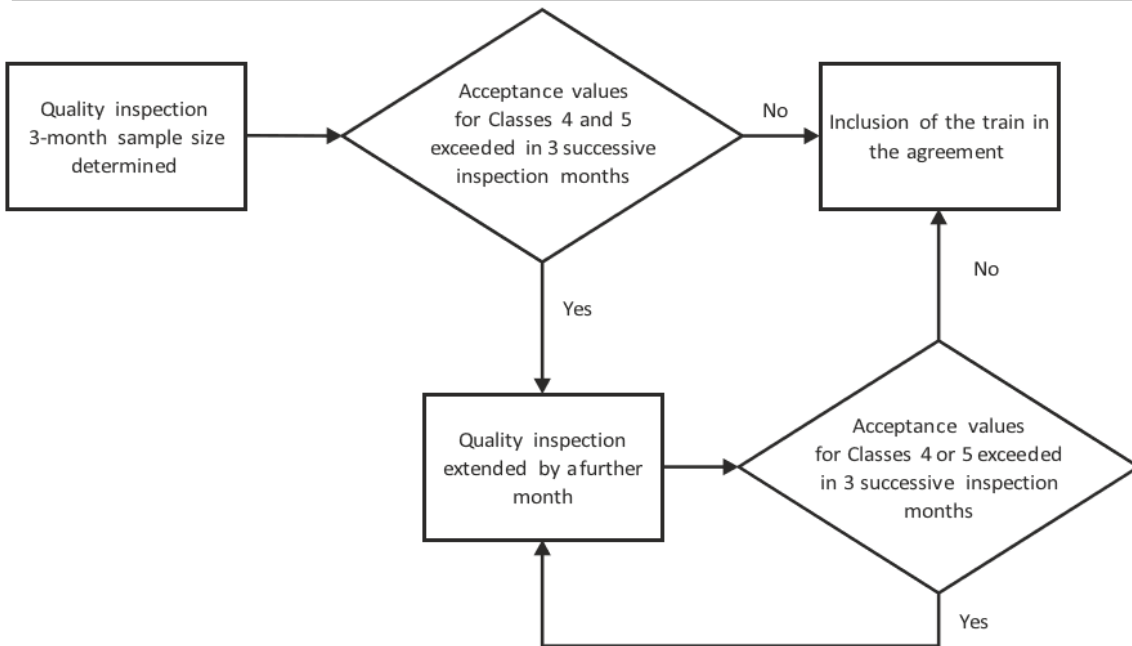 Quality inspection
3-month sample size
determined
Acceptance values
for Classes 4 and 5
exceeded in 3 successive
inspection months
No
Inclusion of the train in
the agreement
Yes
No
Quality inspection
extended by a further
month
Acceptance values
for Classes 4 or 5 exceeded
in 3 successive inspection
months
Yes